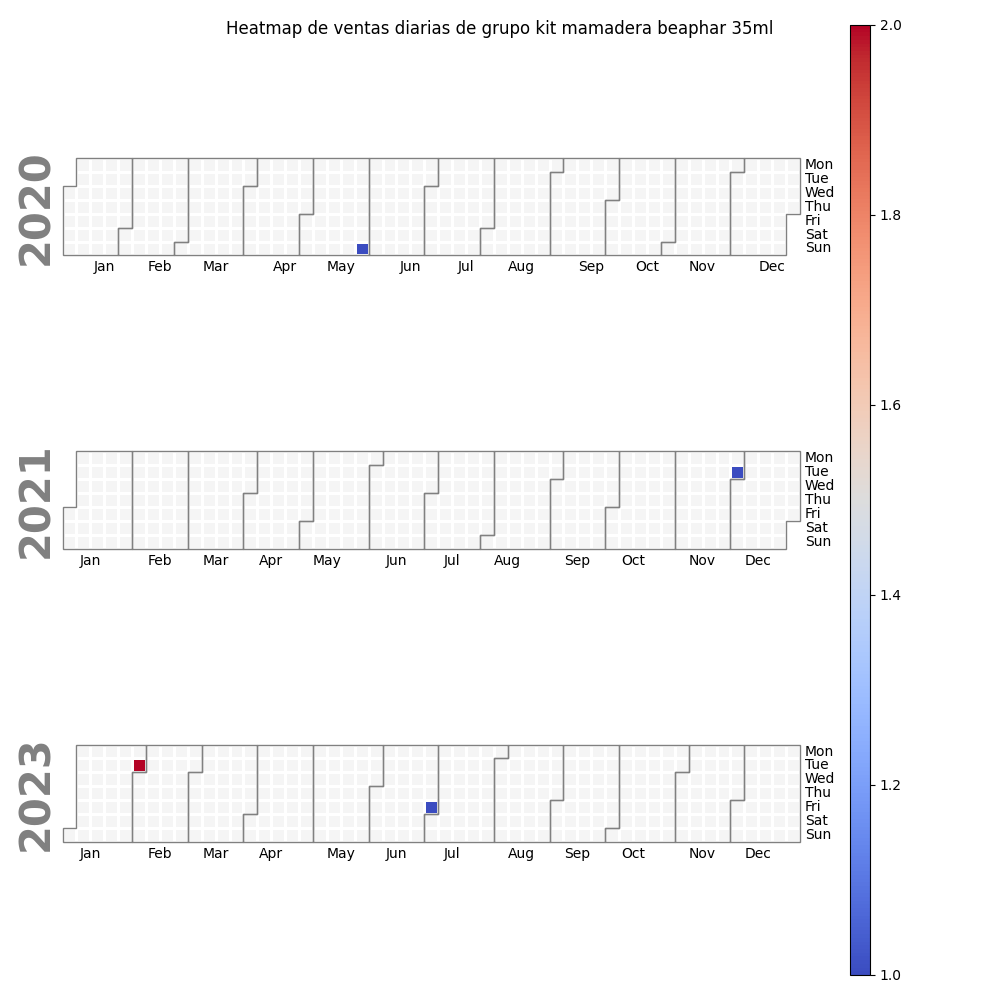 Heatmap de ventas diarias de grupo kit mamadera beaphar 35ml
2020
Mon
Tue
Wed
Thu
Fri
Sat
Sun
Jan Feb Mar Apr May Jun Jul Aug Sep Oct Nov Dec
2021
Mon
Tue
Wed
Thu
Fri
Sat
Sun
Jan Feb Mar Apr May Jun Jul Aug Sep Oct Nov Dec
2023
Mon
Tue
Wed
Thu
Fri
Sat
Sun
Jan Feb Mar Apr May Jun Jul Aug Sep Oct Nov Dec
2.0
1.8
1.6
1.4
1.2
1.0